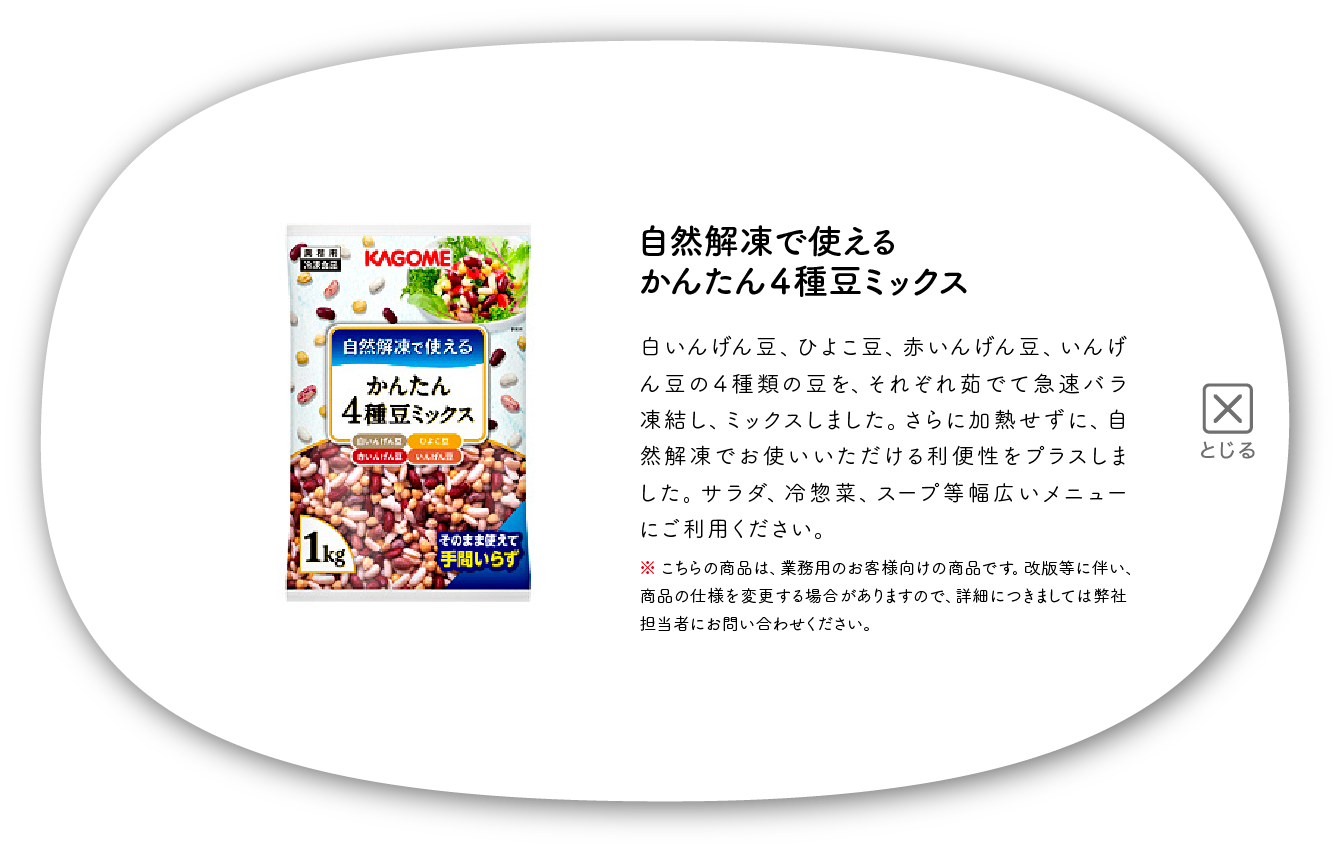 業務用
冷凍食品
KAGOME
自然解凍で使える
かんたん
4種豆ミックス
白いんげん豆 ひよこ豆
赤いんげん豆 いんげん豆
1kg
そのまま使えて
手間いらず
自然解凍で使える
かんたん4種豆ミックス
白いんげん豆、ひよこ豆、赤いんげん豆、いんげ
ん豆の4種類の豆を、それぞれ茹でて急速バラ
凍結し、ミックスしました。さらに加熱せずに、自
然解凍でお使いいただける利便性をプラスしま
した。サラダ、冷惣菜、スープ等幅広いメニュー
にご利用ください。
※ こちらの商品は、業務用のお客様向けの商品です。改版等に伴い、
商品の仕様を変更する場合がありますので、詳細につきましては弊社
担当者にお問い合わせください。
とじる